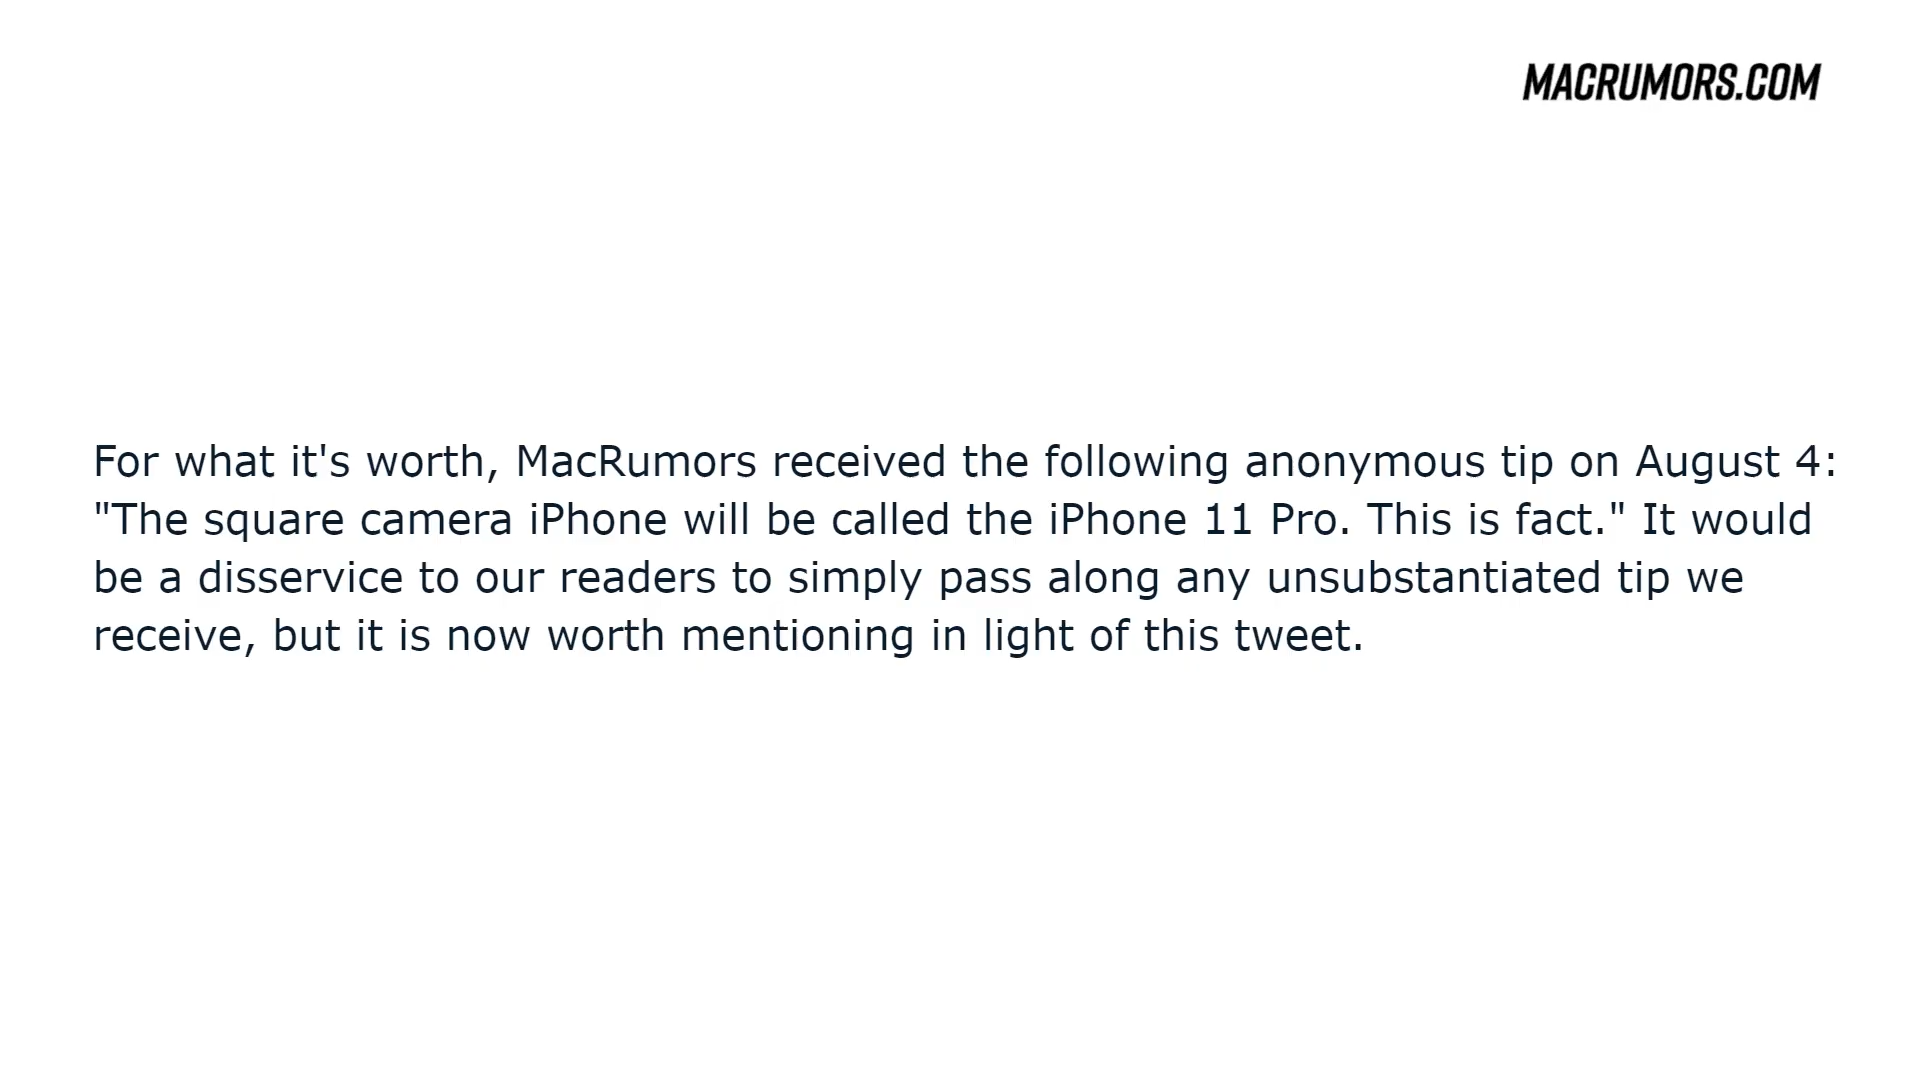 MACRUMORS.COM
For what it's worth, MacRumors received the following anonymous tip on August 4:
"The square camera iPhone will be called the iPhone 11 Pro. This is fact." It would
be a disservice to our readers to simply pass along any unsubstantiated tip we
receive, but it is now worth mentioning in light of this tweet.